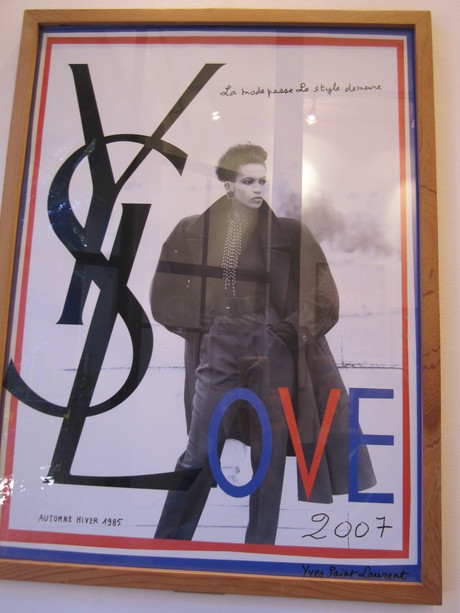 La mode passe Le style demeure
YSL
LOVE
AUTOMNE HIVER 1985
2007
Yves Saint Laurent